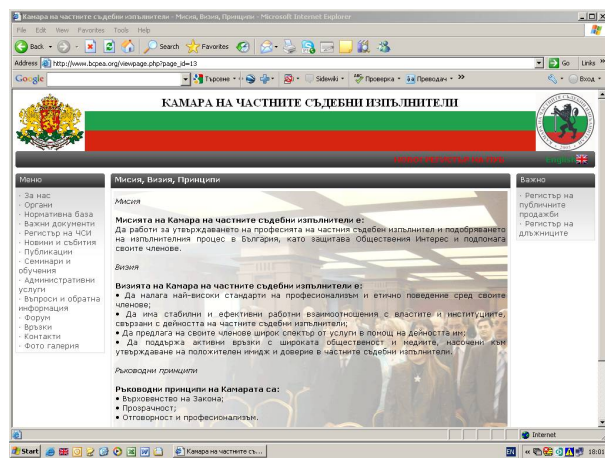 Камара на частните съдебни изпълнители - Мисия, Визия, Принципи - Microsoft Internet Explorer
File Edit View Favorites Tools Help
Back Search Favorites
Address http://www.bcpea.org/viewpage.php?page_id=13 Go Links »
Google Търсене Sidewiki Проверка Преводач » Вход
КАМАРА НА ЧАСТНИТЕ СЪДЕБНИ ИЗПЪЛНИТЕЛИ
English
Меню
· За нас
· Органи
· Нормативна база
· Важни документи
· Регистър на ЧСИ
· Новини и събития
· Публикации
· Семинари и
обучения
· Административни
услуги
· Въпроси и обратна
информация
· Форум
· Връзки
· Контакти
· Фото галерия
Мисия, Визия, Принципи
Мисия
Мисията на Камара на частните съдебни изпълнители е:
Да работи за утвърждаването на професията на частния съдебен изпълнител и подобряването
на изпълнителния процес в България, като защитава Обществения Интерес и подпомага
своите членове.
Визия
Визията на Камара на частните съдебни изпълнители е:
• Да налага най-високи стандарти на професионализъм и етично поведение сред своите
членове;
• Да има стабилни и ефективни работни взаимоотношения с властите и институциите,
свързани с дейността на частните съдебни изпълнители;
• Да предлага на своите членове широк спектър от услуги в помощ на дейността им;
• Да поддържа активни връзки с широката общественост и медиите, насочени към
утвърждаване на положителен имидж и доверие в частните съдебни изпълнители.
Ръководни принципи
Ръководни принципи на Камарата са:
• Върховенство на Закона;
• Прозрачност;
• Отговорност и професионализъм.
Важно
· Регистър на
публичните
продажби
· Регистър на
длъжниците
Internet
Start Камара на частните съ... EN « 18:01